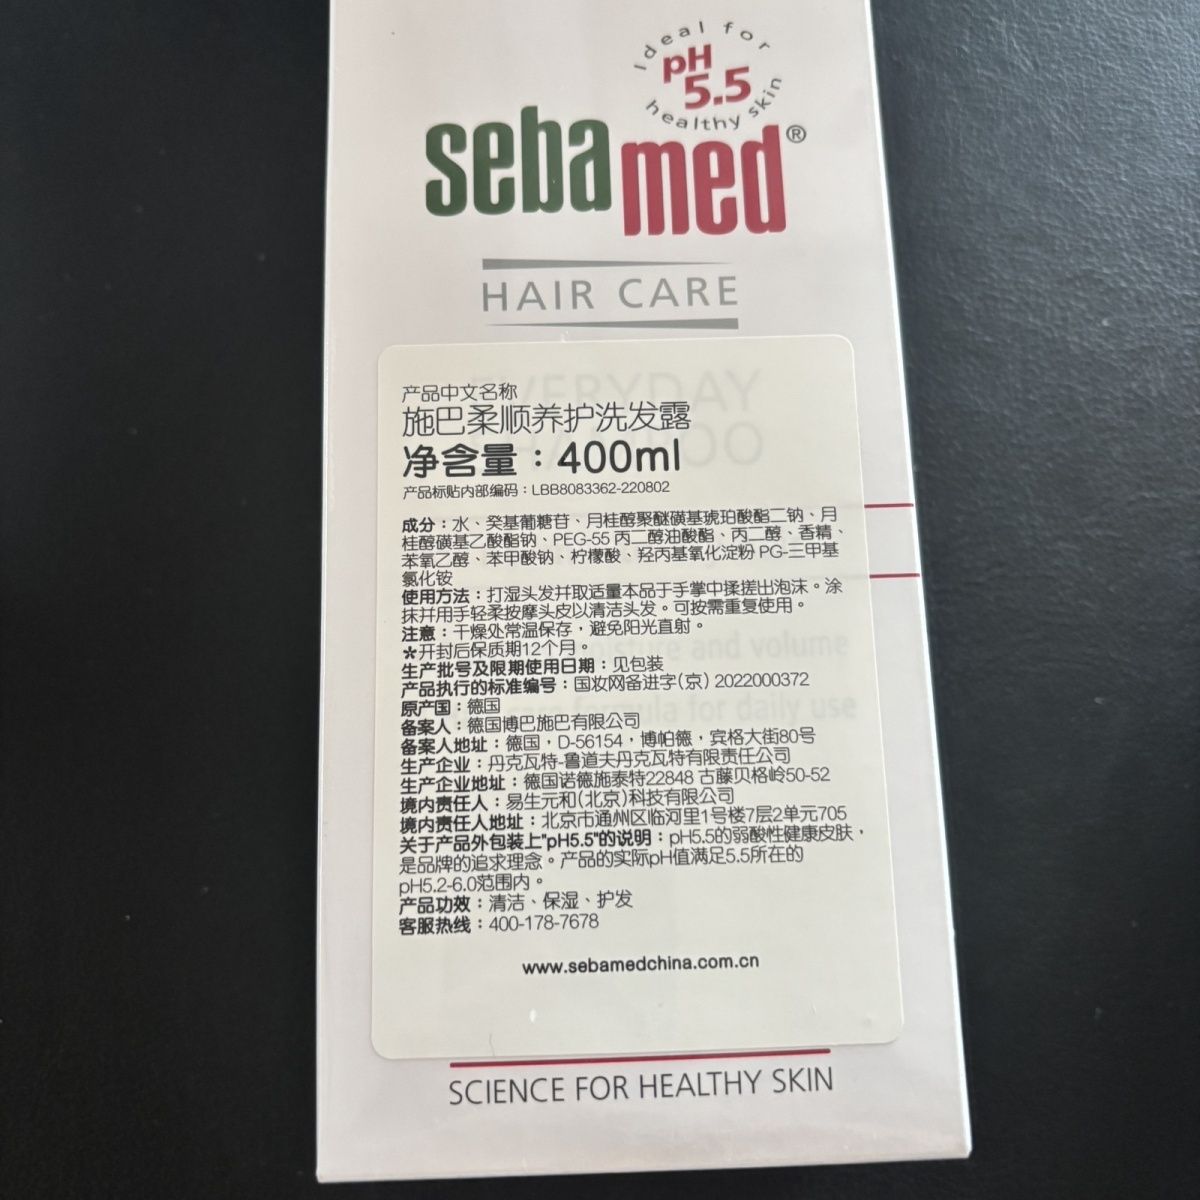 Ideal for
pH
5.5
healthy skin
sebamed®
HAIR CARE
EVERYDAY
产品中文名称
施巴柔顺养护洗发露
净含量：400ml
产品标贴内部编码：LBB8083362-220802
成分：水、癸基葡糖苷、月桂醇聚醚磺基琥珀酸酯二钠、月
桂醇磺基乙酸酯钠、PEG-55 丙二醇油酸酯、丙二醇、香精、
苯氧乙醇、苯甲酸钠、柠檬酸、羟丙基氧化淀粉 PG-三甲基
氯化铵
使用方法：打湿头发并取适量本品于手掌中揉搓出泡沫。涂
抹并用手轻柔按摩头皮以清洁头发。可按需重复使用。
注意：干燥处常温保存，避免阳光直射。
＊开封后保质期12个月。
moisture and volume
生产批号及限期使用日期：见包装
产品执行的标准编号：国妆网备进字(京) 2022000372
原产国：德国
care formula for daily use
备案人：德国博巴施巴有限公司
备案人地址：德国，D-56154，博帕德，宾格大街80号
生产企业：丹克瓦特-鲁道夫丹克瓦特有限责任公司
生产企业地址：德国诺德施泰特22848 古藤贝格岭50-52
境内责任人：易生元和(北京)科技有限公司
境内责任人地址：北京市通州区临河里1号楼7层2单元705
关于产品外包装上"pH5.5"的说明：pH5.5的弱酸性健康皮肤，
是品牌的追求理念。产品的实际pH值满足5.5所在的
pH5.2-6.0范围内。
产品功效：清洁、保湿、护发
客服热线：400-178-7678
www.sebamedchina.com.cn
SCIENCE FOR HEALTHY SKIN